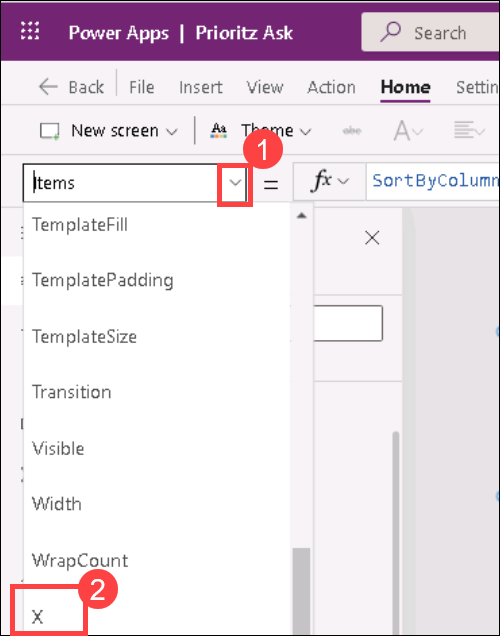 Power Apps | Prioritz Ask Search
Back File Insert View Action Home Settin
New screen Theme abc A
1
Items = fx SortByColumn
TemplateFill
TemplatePadding
TemplateSize
Transition
Visible
Width
WrapCount
2
X